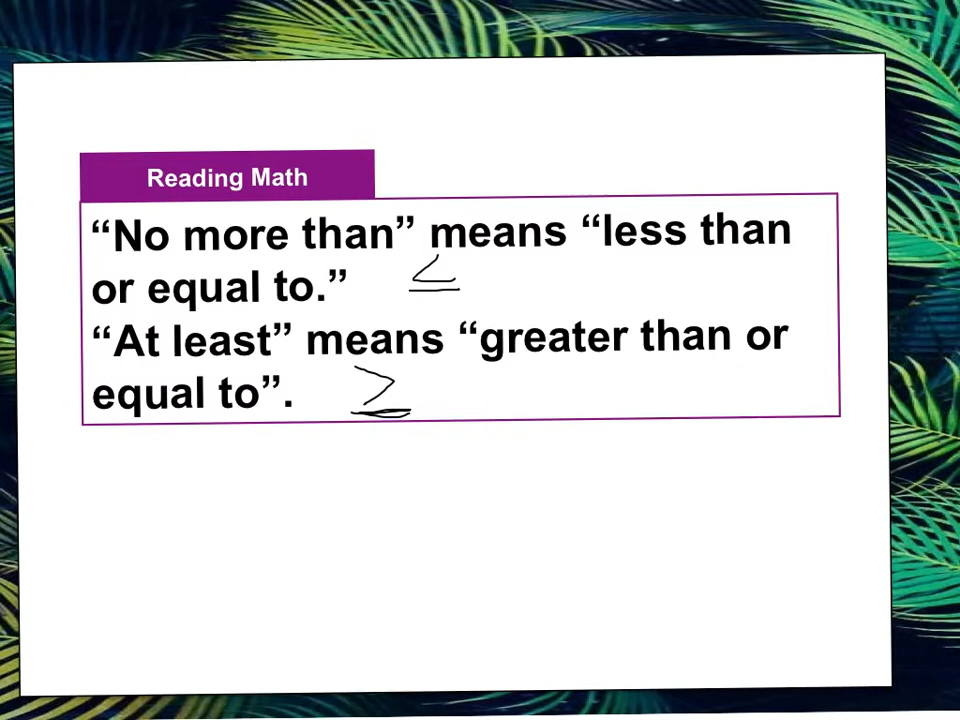 Reading Math
“No more than” means “less than
or equal to.” ≤
“At least” means “greater than or
equal to”. ≥